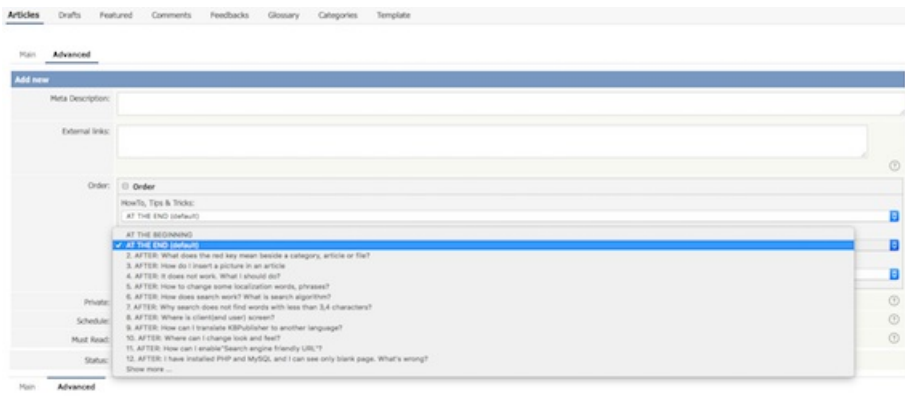 Articles Drafts Featured Comments Feedbacks Glossary Categories Template
Main Advanced
Add new
Meta Description:
External links:
Order: Order
HowTo, Tips & Tricks:
AT THE END (default)
AT THE BEGINNING
✓ AT THE END (default)
2. AFTER: What does the red key mean beside a category, article or file?
3. AFTER: How do I insert a picture in an article
4. AFTER: It does not work. What I should do?
5. AFTER: How to change some localization words, phrases?
6. AFTER: How does search work? What is search algorithm?
7. AFTER: Why search does not find words with less than 3,4 characters?
8. AFTER: Where is client(end user) screen?
9. AFTER: How can I translate KBPublisher to another language?
10. AFTER: Where can I change look and feel?
11. AFTER: How can I enable"Search engine friendly URL"?
12. AFTER: I have installed PHP and MySQL and I can see only blank page. What's wrong?
Show more ...
Private:
Schedule:
Must Read:
Status:
Main Advanced